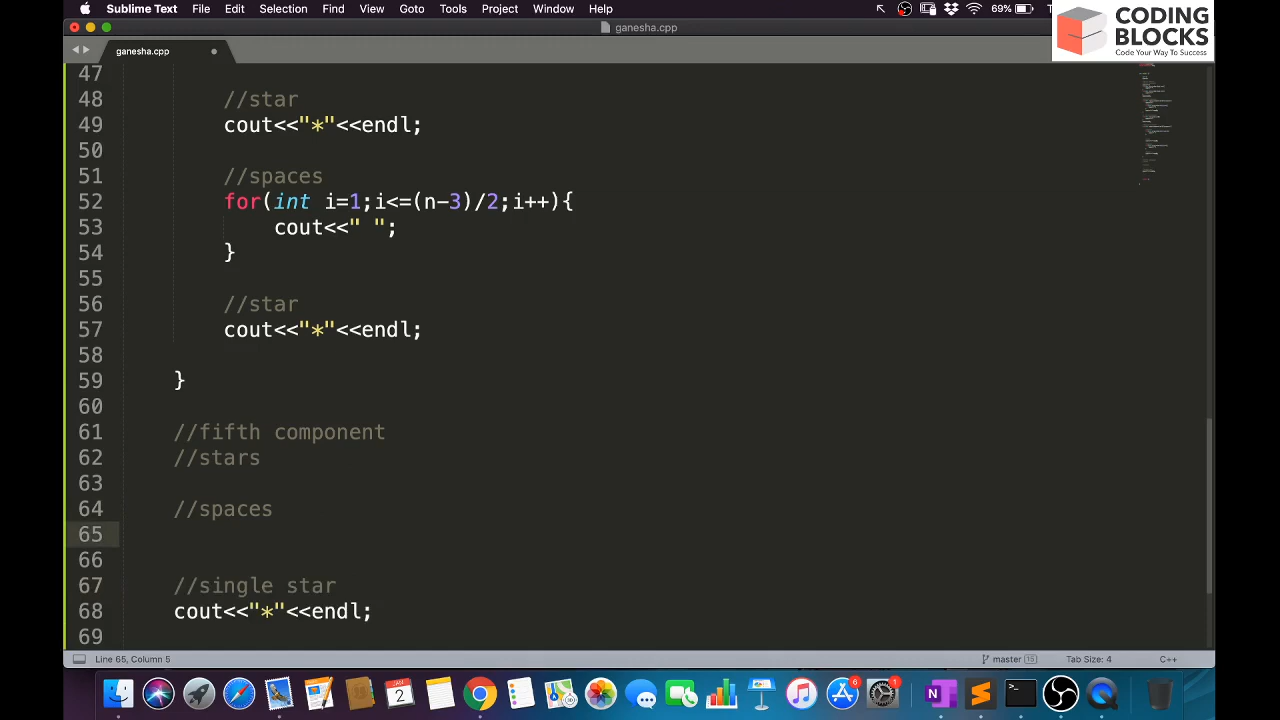 Sublime Text File Edit Selection Find View Goto Tools Project Window Help 69%
CODING
BLOCKS
Code Your Way To Success
ganesha.cpp
ganesha.cpp
47
48 //star
49 cout<<"*"<<endl;
50
51 //spaces
52 for(int i=1;i<=(n-3)/2;i++){
53 cout<<" ";
54 }
55
56 //star
57 cout<<"*"<<endl;
58
59 }
60
61 //fifth component
62 //stars
63
64 //spaces
65
66
67 //single star
68 cout<<"*"<<endl;
69
Line 65, Column 5 master 15 Tab Size: 4 C++
6
1
2